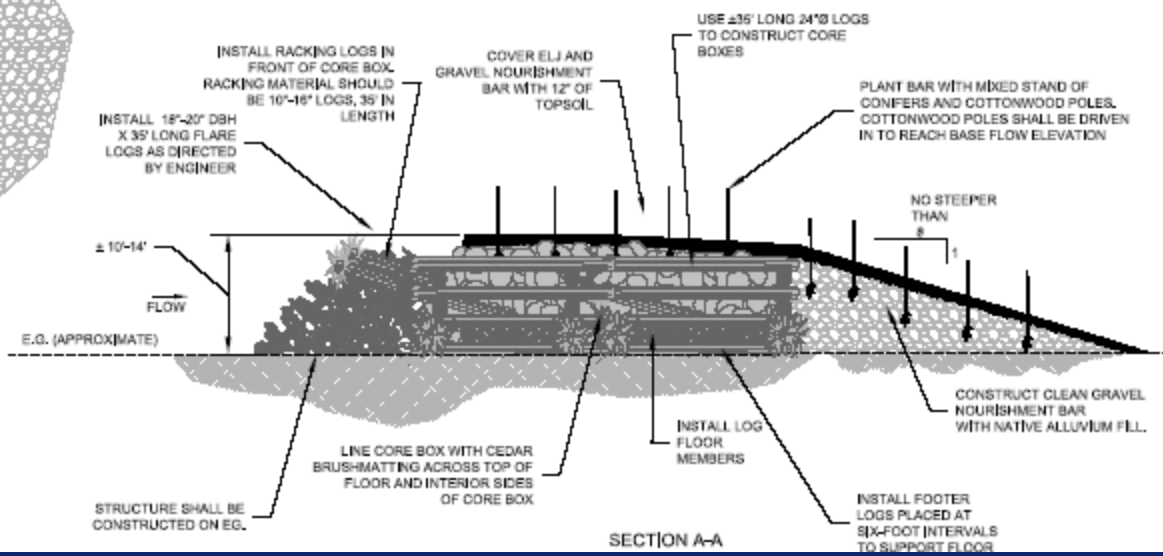 INSTALL RACKING LOGS IN
FRONT OF CORE BOX.
RACKING MATERIAL SHOULD
BE 10"-16" LOGS, 35' IN
LENGTH
COVER ELJ AND
GRAVEL NOURISHMENT
BAR WITH 12" OF
TOPSOIL
USE ±35' LONG 24"Ø LOGS
TO CONSTRUCT CORE
BOXES
PLANT BAR WITH MIXED STAND OF
CONIFERS AND COTTONWOOD POLES.
COTTONWOOD POLES SHALL BE DRIVEN
IN TO REACH BASE FLOW ELEVATION
INSTALL 18"-20" DBH
X 35' LONG FLARE
LOGS AS DIRECTED
BY ENGINEER
NO STEEPER
THAN
8
1
± 10'-14'
FLOW
E.G. (APPROXIMATE)
CONSTRUCT CLEAN GRAVEL
NOURISHMENT BAR
WITH NATIVE ALLUVIUM FILL.
INSTALL LOG
FLOOR
MEMBERS
LINE CORE BOX WITH CEDAR
BRUSHMATTING ACROSS TOP OF
FLOOR AND INTERIOR SIDES
OF CORE BOX
STRUCTURE SHALL BE
CONSTRUCTED ON EG.
INSTALL FOOTER
LOGS PLACED AT
SIX-FOOT INTERVALS
TO SUPPORT FLOOR
SECTION A-A